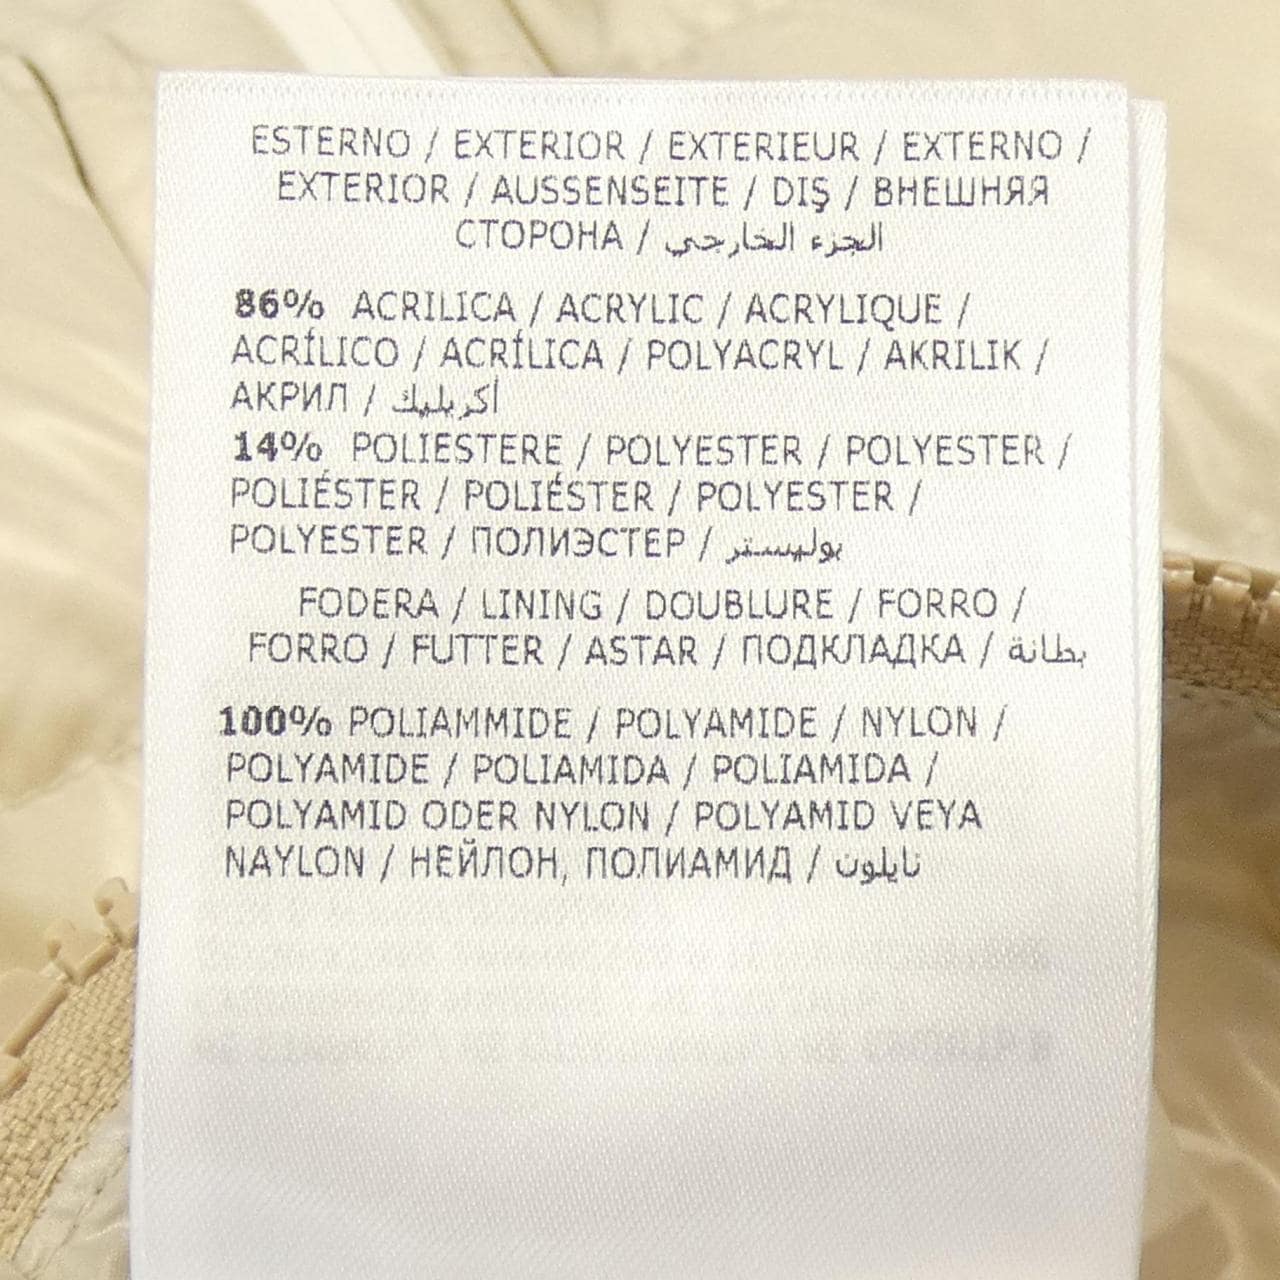 ESTERNO / EXTERIOR / EXTERIEUR / EXTERNO /
EXTERIOR / AUSSENSEITE / DIŞ / ВНЕШНЯЯ
СТОРОНА / الجزء الخارجي
86% ACRILICA / ACRYLIC / ACRYLIQUE /
ACRÍLICO / ACRÍLICA / POLYACRYL / AKRILIK /
АКРИЛ / أكريليك
14% POLIESTERE / POLYESTER / POLYESTER /
POLIÉSTER / POLIÉSTER / POLYESTER /
POLYESTER / ПОЛИЭСТЕР / بوليستر
FODERA / LINING / DOUBLURE / FORRO /
FORRO / FUTTER / ASTAR / ПОДКЛАДКА / بطانة
100% POLIAMMIDE / POLYAMIDE / NYLON /
POLYAMIDE / POLIAMIDA / POLIAMIDA /
POLYAMID ODER NYLON / POLYAMID VEYA
NAYLON / НЕЙЛОН, ПОЛИАМИД / نايلون